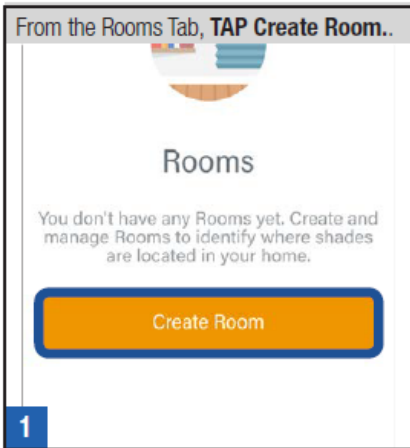 From the Rooms Tab, TAP Create Room..
Rooms
You don't have any Rooms yet. Create and
manage Rooms to identify where shades
are located in your home.
Create Room
1